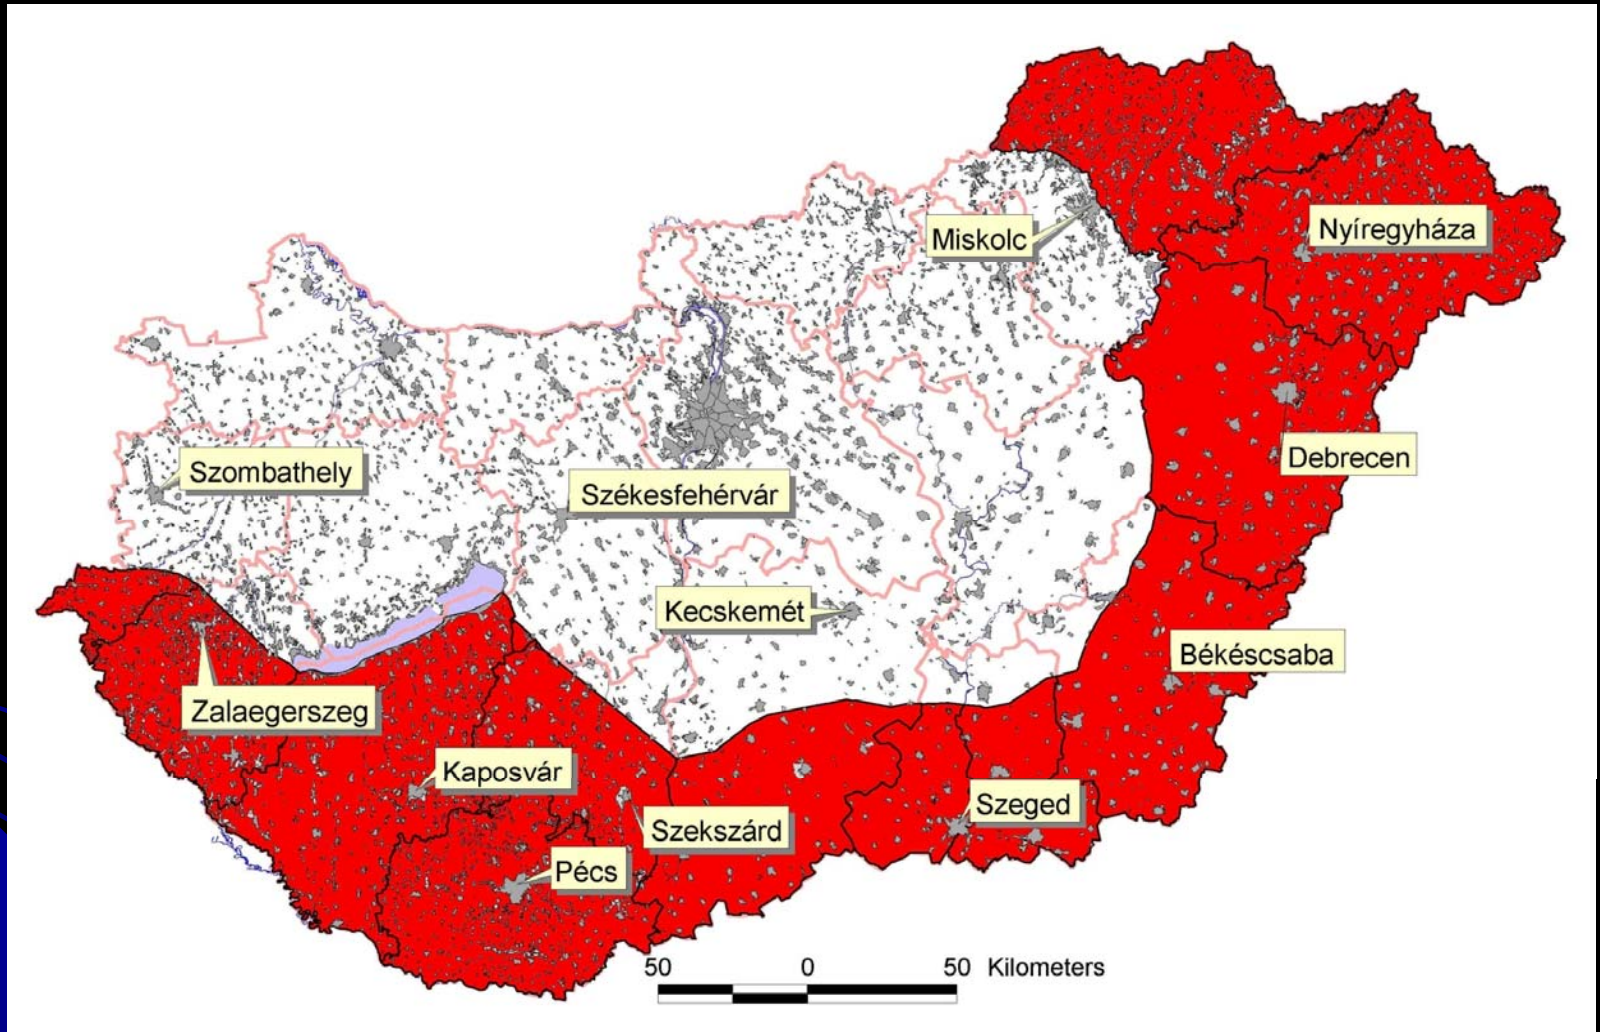 Nyíregyháza
Miskolc
Debrecen
Szombathely
Székesfehérvár
Kecskemét
Békéscsaba
Zalaegerszeg
Kaposvár
Szeged
Szekszárd
Pécs
50 0 50 Kilometers